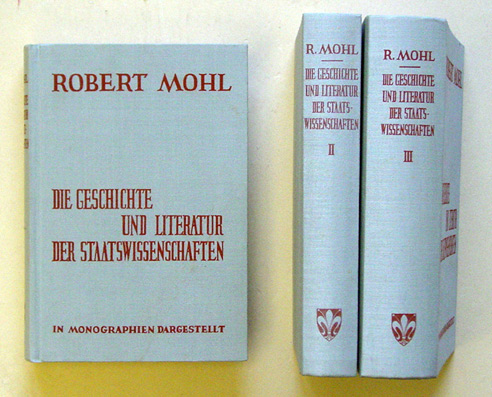 ROBERT MOHL
DIE GESCHICHTE
UND LITERATUR
DER STAATSWISSENSCHAFTEN
IN MONOGRAPHIEN DARGESTELLT
R. MOHL
DIE GESCHICHTE
UND LITERATUR
DER STAATS-
WISSENSCHAFTEN
II
R. MOHL
DIE GESCHICHTE
UND LITERATUR
DER STAATS-
WISSENSCHAFTEN
III